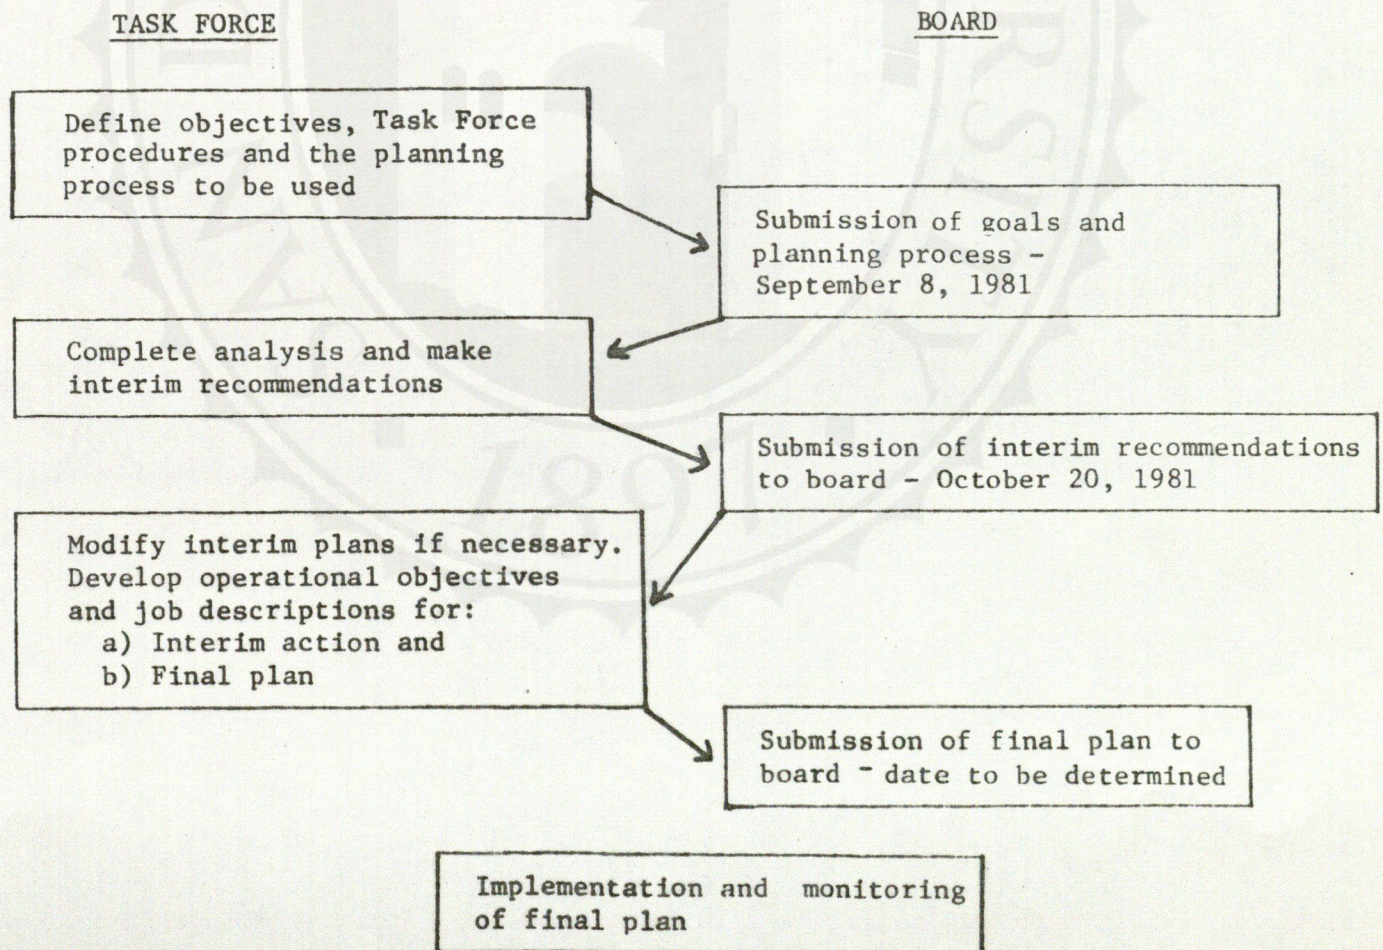 TASK FORCE
BOARD
Define objectives, Task Force
procedures and the planning
process to be used
Submission of goals and
planning process -
September 8, 1981
Complete analysis and make
interim recommendations
Submission of interim recommendations
to board - October 20, 1981
Modify interim plans if necessary.
Develop operational objectives
and job descriptions for:
a) Interim action and
b) Final plan
Submission of final plan to
board - date to be determined
Implementation and monitoring
of final plan
1897